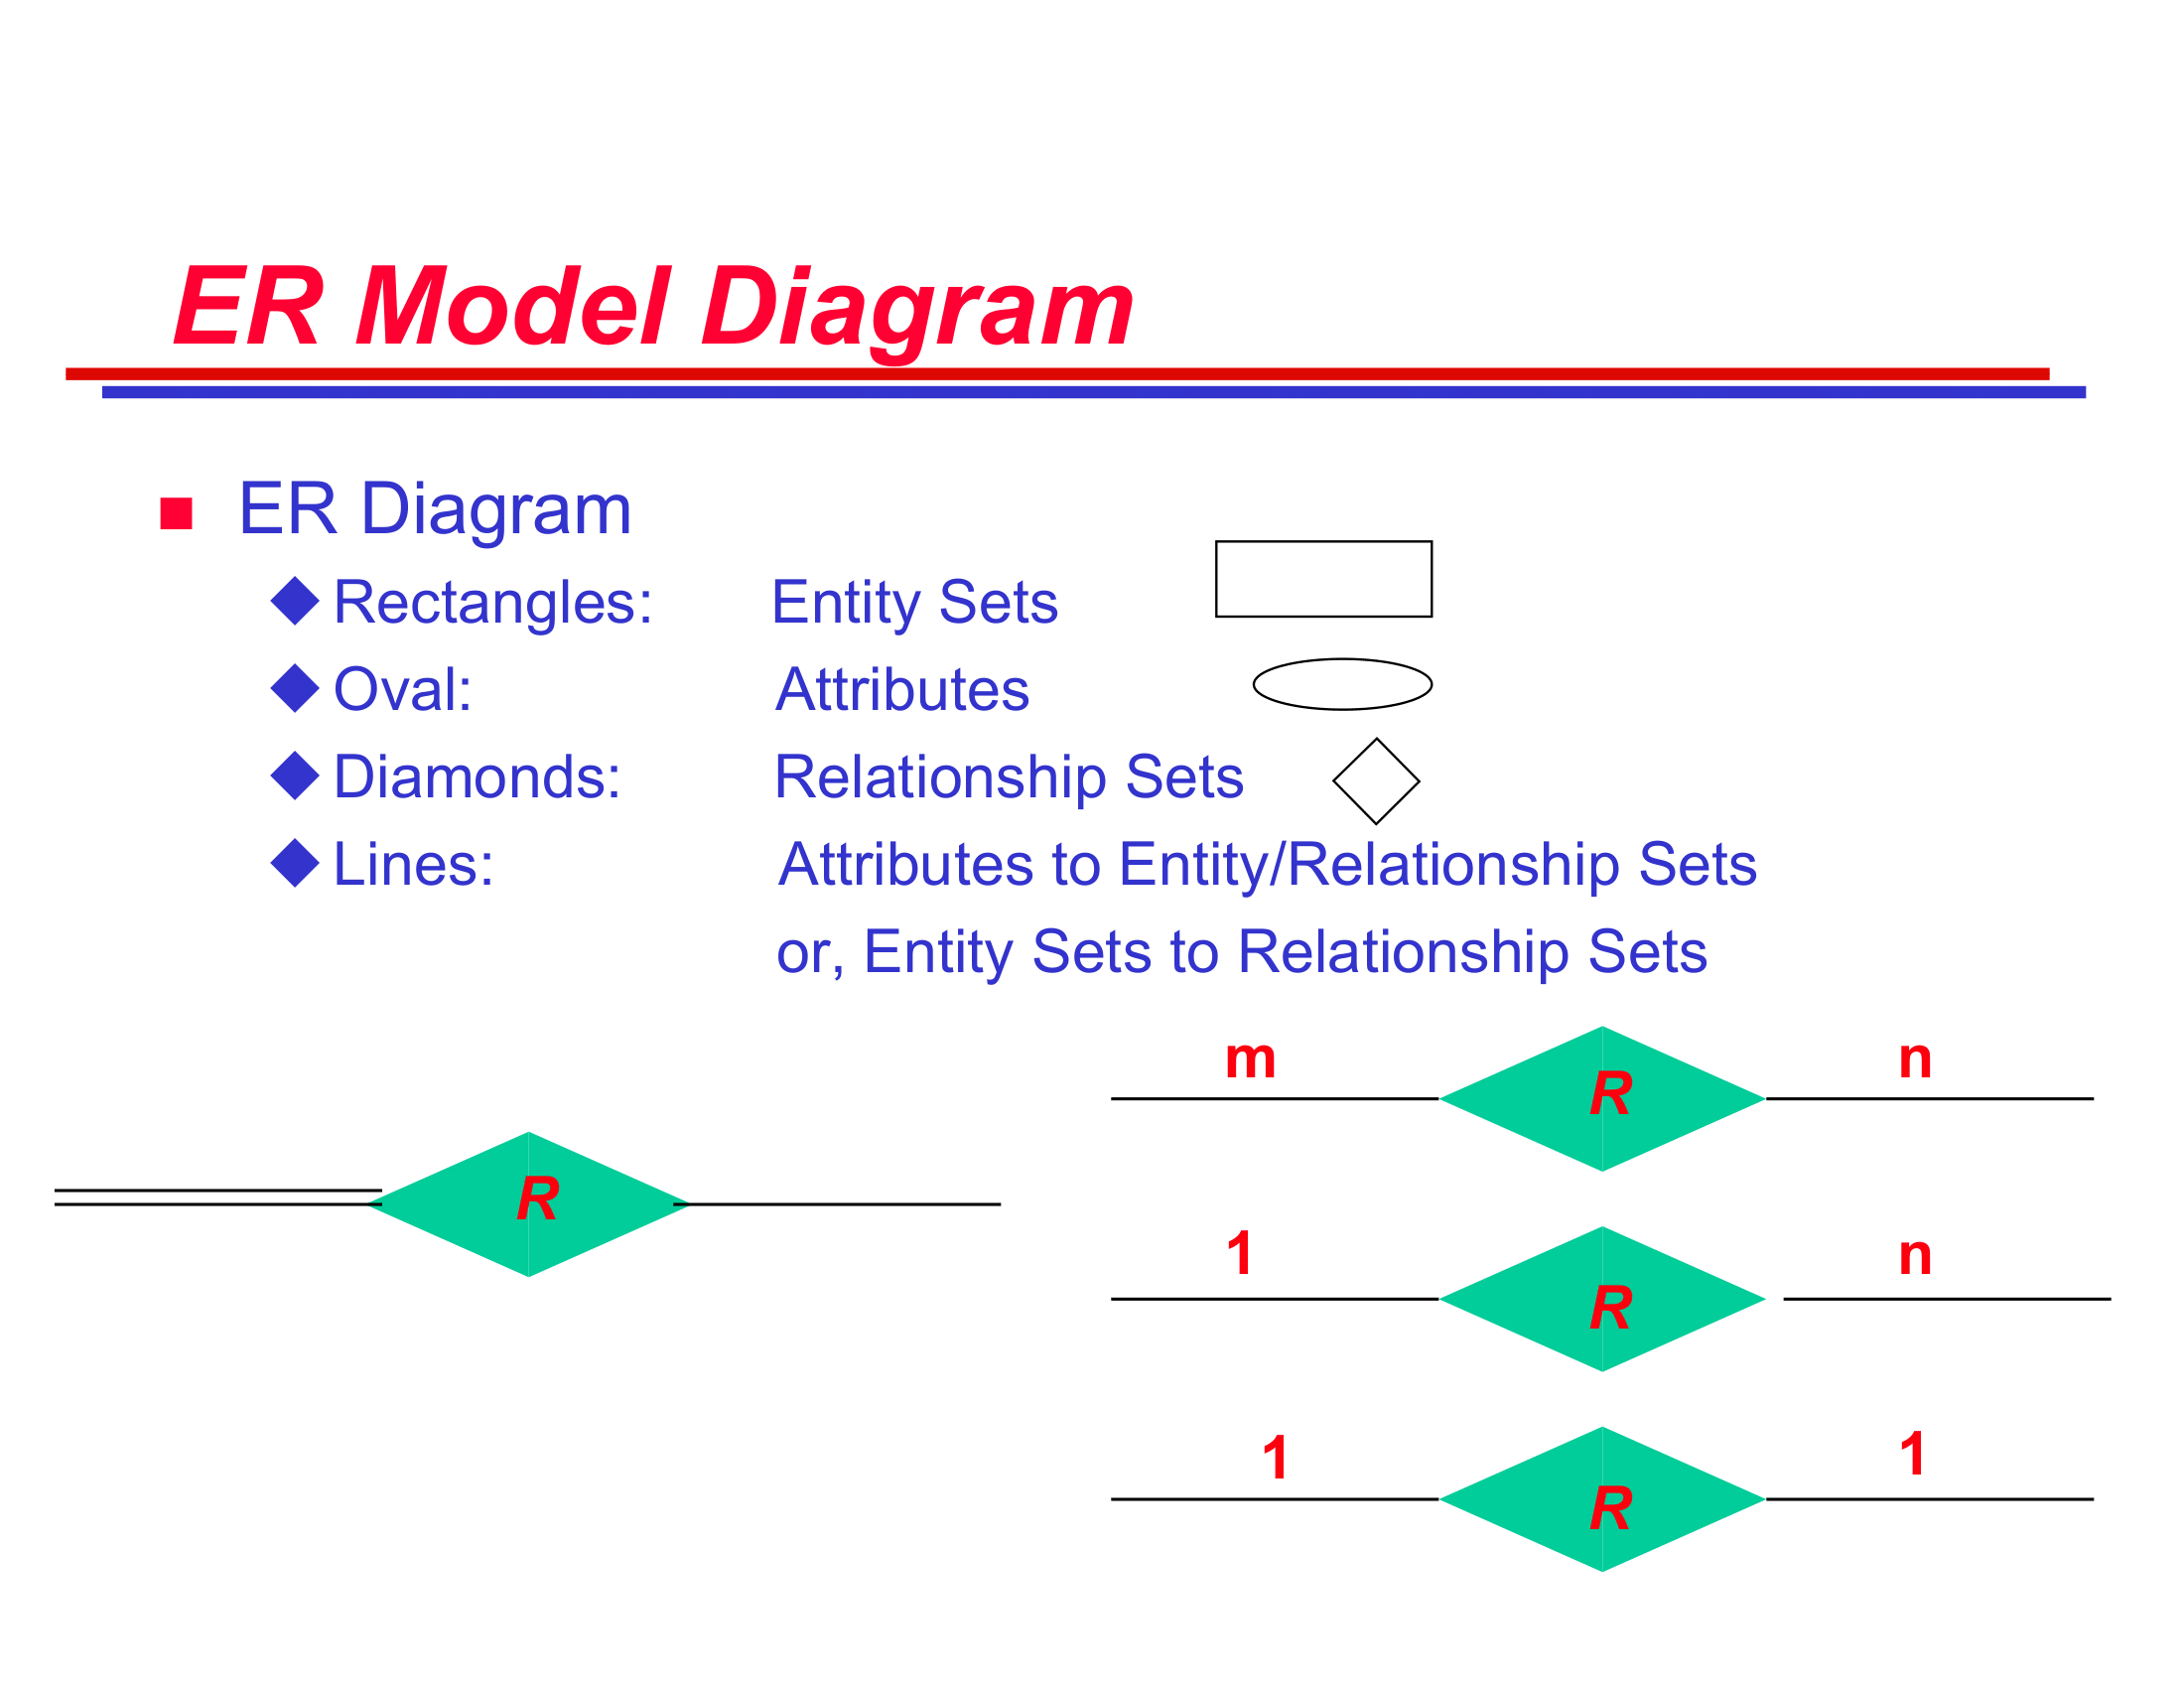 ER Model Diagram
ER Diagram
Rectangles: Entity Sets
Oval: Attributes
Diamonds: Relationship Sets
Lines: Attributes to Entity/Relationship Sets
or, Entity Sets to Relationship Sets
m R n
R
1 R n
1 R 1